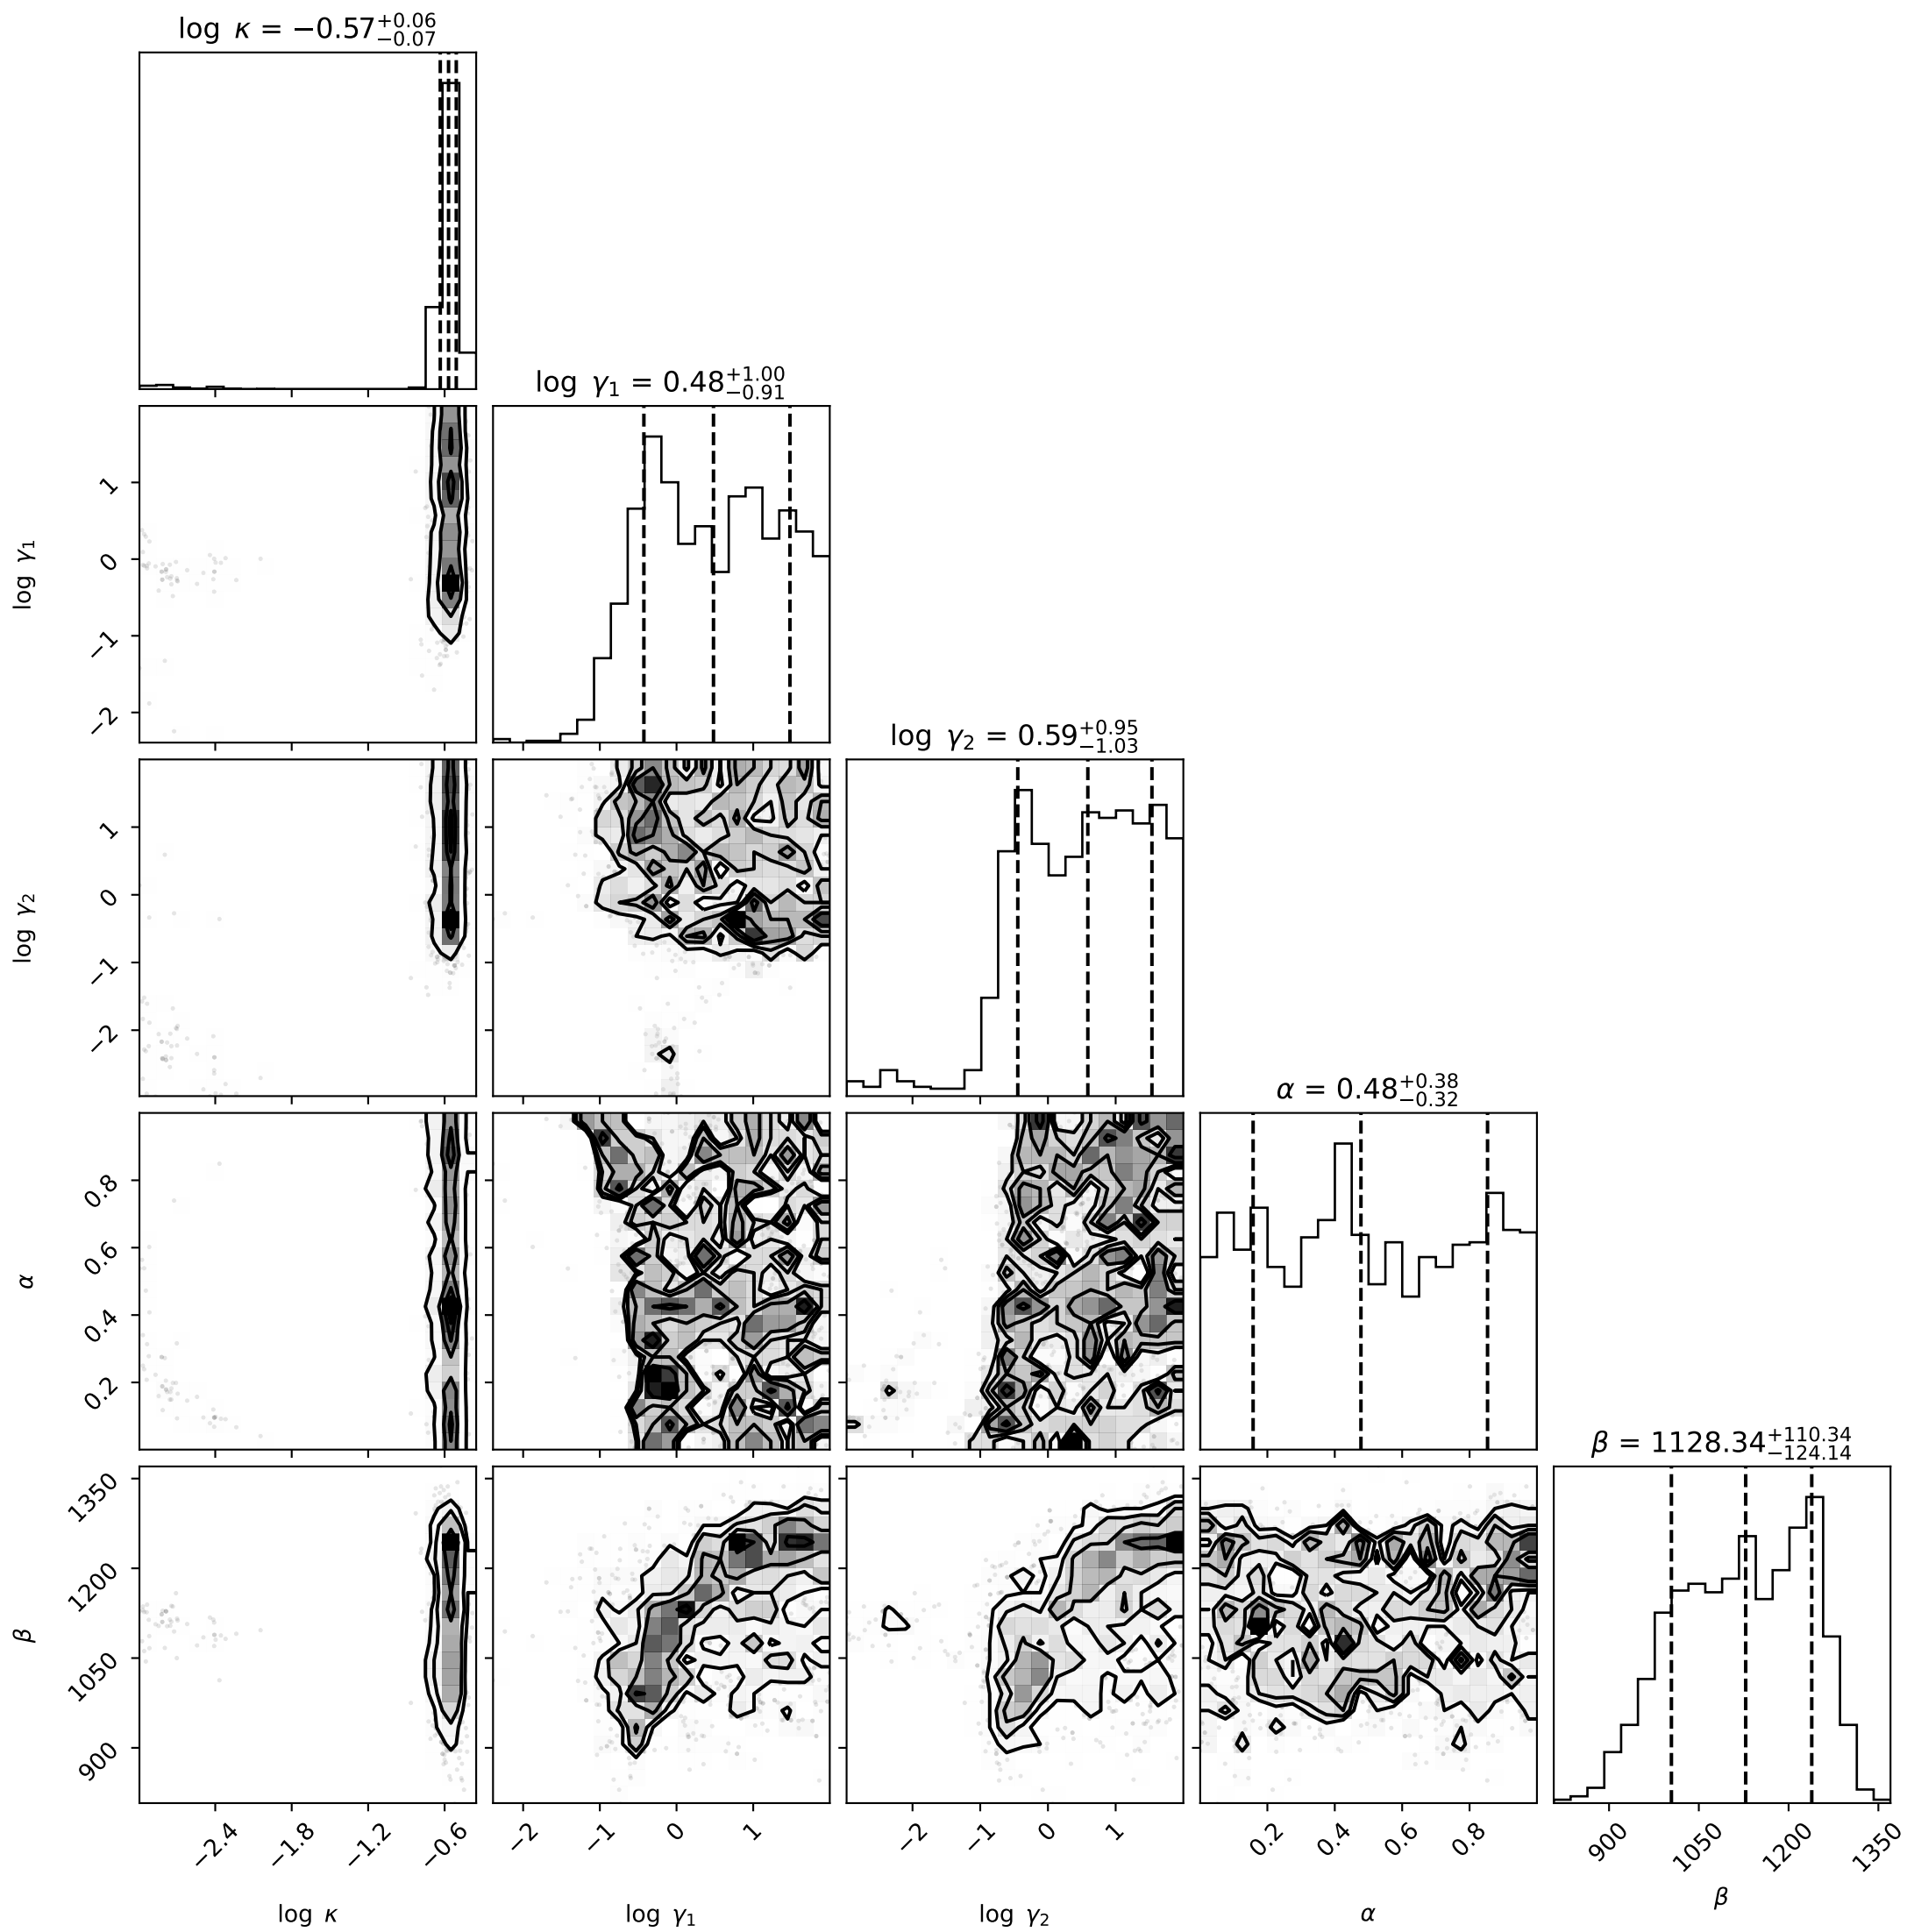 log κ = −0.57 +0.06 −0.07
log γ₁ = 0.48 +1.00 −0.91
1
0
−1
−2
log γ₁
log γ₂ = 0.59 +0.95 −1.03
1
0
−1
−2
log γ₂
α = 0.48 +0.38 −0.32
0.8
0.6
0.4
0.2
α
β = 1128.34 +110.34 −124.14
1350
1200
1050
900
β
−2.4 −1.8 −1.2 −0.6
−2 −1 0 1
−2 −1 0 1
0.2 0.4 0.6 0.8
900 1050 1200 1350
log κ
log γ₁
log γ₂
α
β